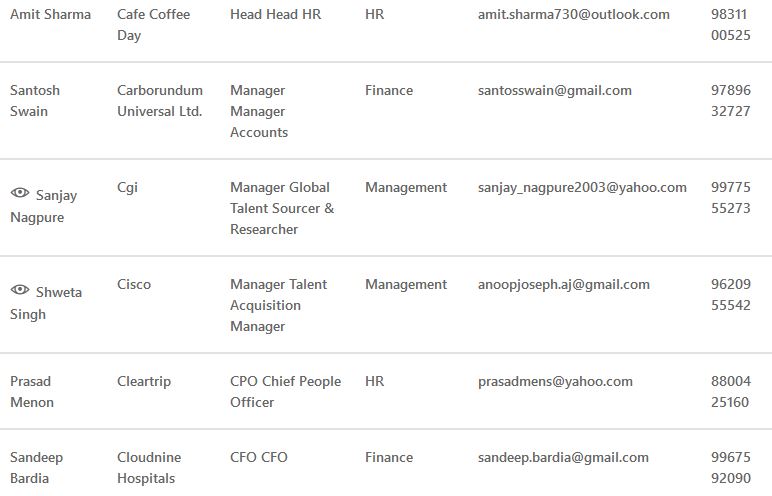 Amit Sharma Cafe Coffee Head Head HR HR amit.sharma730@outlook.com 98311
Day 00525
Santosh Carborundum Manager Finance santosswain@gmail.com 97896
Swain Universal Ltd. Manager 32727
Accounts
Sanjay Cgi Manager Global Management sanjay_nagpure2003@yahoo.com 99775
Nagpure Talent Sourcer & 55273
Researcher
Shweta Cisco Manager Talent Management anoopjoseph.aj@gmail.com 96209
Singh Acquisition 55542
Manager
Prasad Cleartrip CPO Chief People HR prasadmens@yahoo.com 88004
Menon Officer 25160
Sandeep Cloudnine CFO CFO Finance sandeep.bardia@gmail.com 99675
Bardia Hospitals 92090